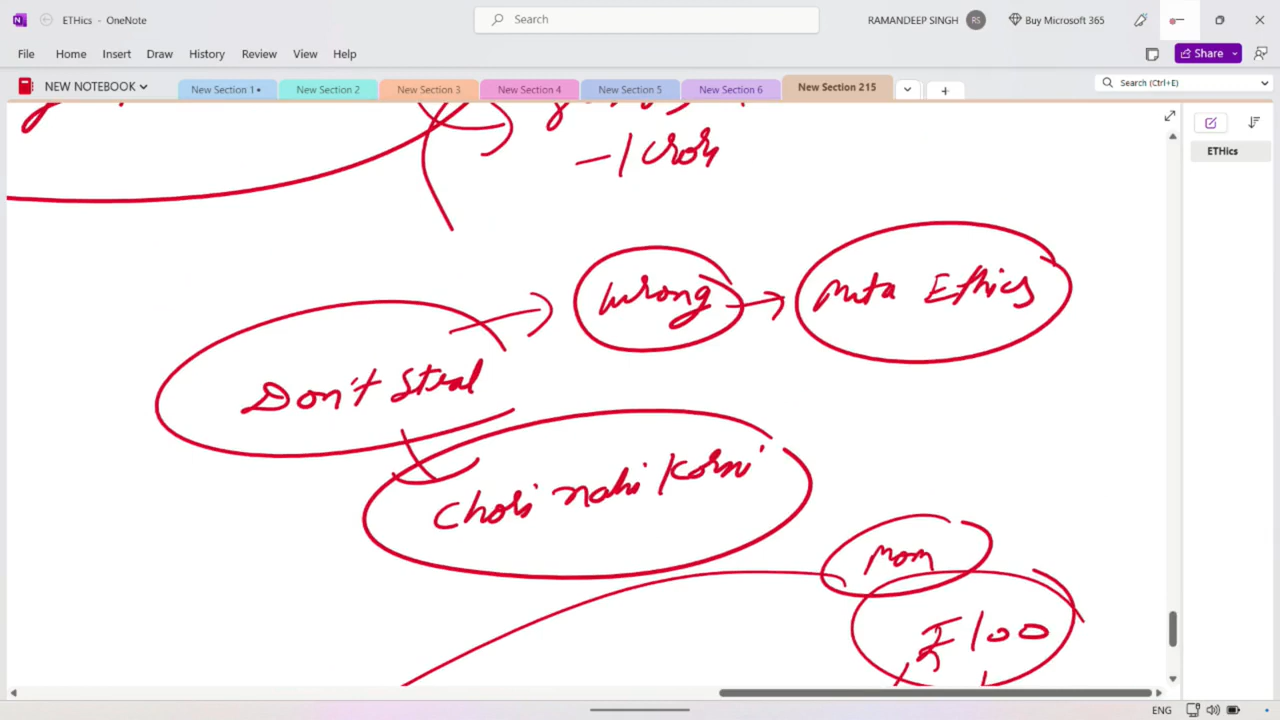 EThics - OneNote
Search
RAMANDEEP SINGH RS Buy Microsoft 365
File Home Insert Draw History Review View Help
Share
NEW NOTEBOOK New Section 1 New Section 2 New Section 3 New Section 4 New Section 5 New Section 6 New Section 215
Search (Ctrl+E)
EThics
Wrong
Meta Ethics
Don't Steal
Chori nahi Karni
Mom
₹100
ENG